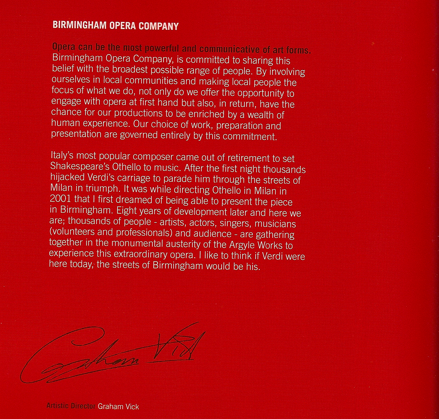 BIRMINGHAM OPERA COMPANY
Opera can be the most powerful and communicative of art forms.
Birmingham Opera Company, is committed to sharing this
belief with the broadest possible range of people. By involving
ourselves in local communities and making local people the
focus of what we do, not only do we offer the opportunity to
engage with opera at first hand but also, in return, have the
chance for our productions to be enriched by a wealth of
human experience. Our choice of work, preparation and
presentation are governed entirely by this commitment.
Italy's most popular composer came out of retirement to set
Shakespeare's Othello to music. After the first night thousands
hijacked Verdi's carriage to parade him through the streets of
Milan in triumph. It was while directing Othello in Milan in
2001 that I first dreamed of being able to present the piece
in Birmingham. Eight years of development later and here we
are; thousands of people - artists, actors, singers, musicians
(volunteers and professionals) and audience - are gathering
together in the monumental austerity of the Argyle Works to
experience this extraordinary opera. I like to think if Verdi were
here today, the streets of Birmingham would be his.
Graham Vick
Artistic Director Graham Vick